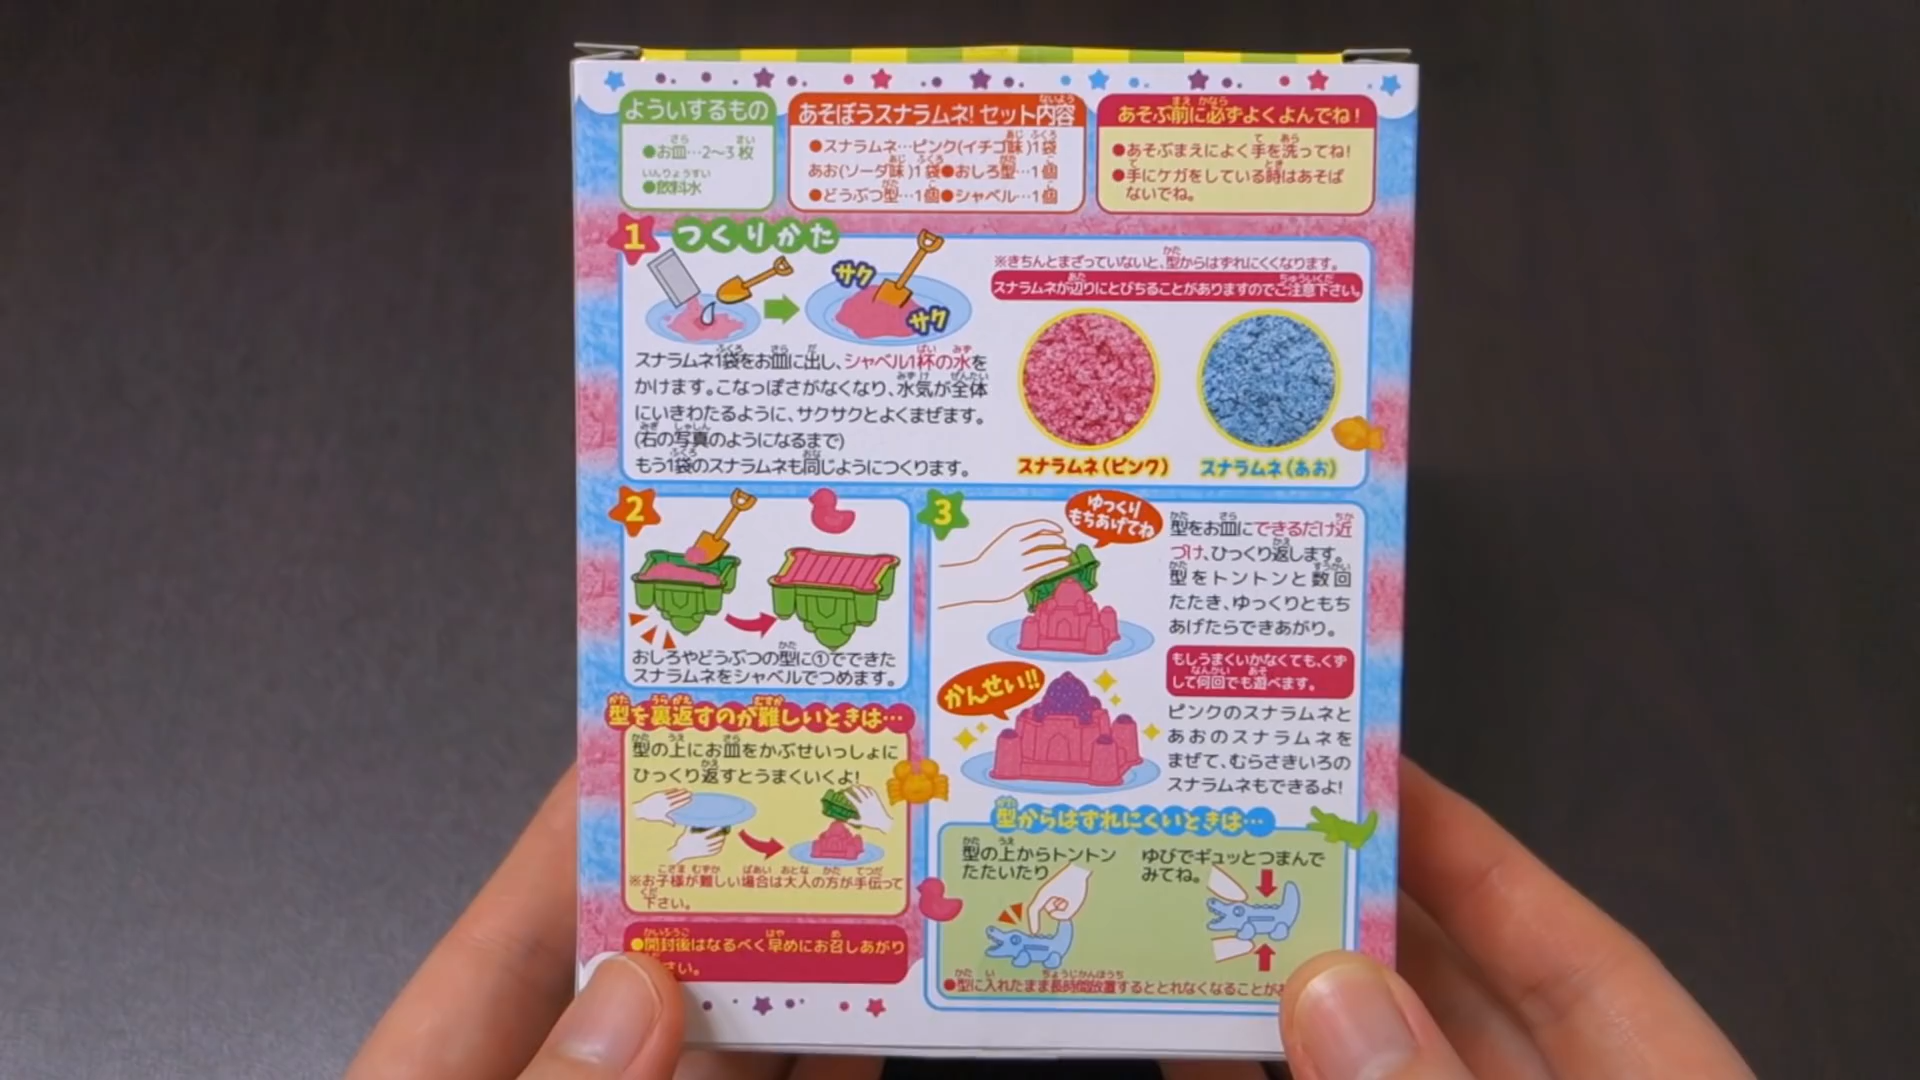 よういするもの
●お皿…2〜3枚
●飲料水
あそぼうスナラムネ! セット内容
●スナラムネ…ピンク(イチゴ味)1袋
あお(ソーダ味)1袋●おしろ型…1個
●どうぶつ型…1個●シャベル…1個
あそぶ前に必ずよくよんでね!
●あそぶまえによく手を洗ってね!
●手にケガをしている時はあそば
ないでね。
1 つくりかた
サク
サク
スナラムネ1袋をお皿に出し、シャベル1杯の水を
かけます。こなっぽさがなくなり、水気が全体
にいきわたるように、サクサクとよくまぜます。
(右の写真のようになるまで)
もう1袋のスナラムネも同じようにつくります。
※きちんとまざっていないと、型からはずれにくくなります。
スナラムネが辺りにとびちることがありますのでご注意下さい。
スナラムネ(ピンク)
スナラムネ(あお)
2
おしろやどうぶつの型に①でできた
スナラムネをシャベルでつめます。
型を裏返すのが難しいときは…
型の上にお皿をかぶせいっしょに
ひっくり返すとうまくいくよ!
※お子様が難しい場合は大人の方が手伝って
下さい。
●開封後はなるべく早めにお召しあがり
さい。
3
ゆっくり
もちあげてね
型をお皿にできるだけ近
づけ、ひっくり返します。
型をトントンと数回
たたき、ゆっくりともち
あげたらできあがり。
もしうまくいかなくても、くず
して何回でも遊べます。
かんせい!!
ピンクのスナラムネと
あおのスナラムネを
まぜて、むらさきいろの
スナラムネもできるよ!
型からはずれにくいときは…
型の上からトントン
たたいたり
ゆびでギュッとつまんで
みてね。
●型に入れたまま長時間放置するととれなくなることが